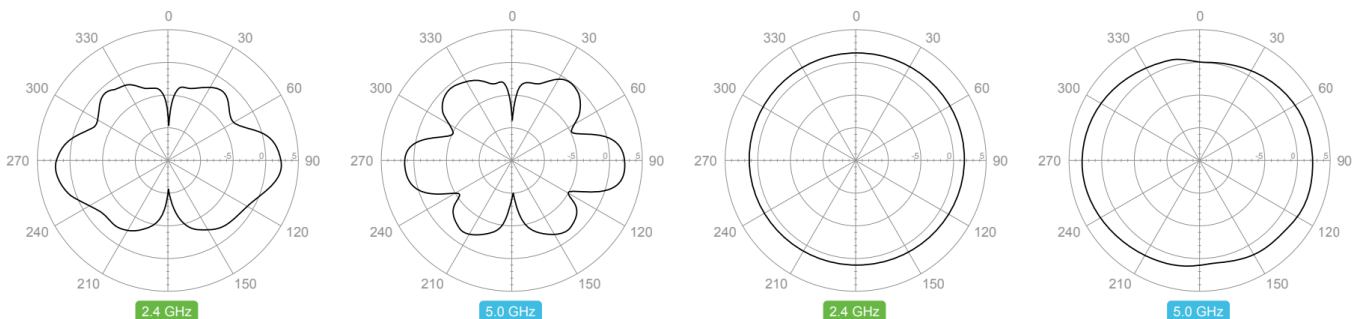 0 0 0 0
330 30 330 30 330 30 330 30
300 60 300 60 300 60 300 60
270 -5 0 5 90 270 -5 0 5 90 270 -5 0 5 90 270 -5 0 5 90
240 120 240 120 240 120 240 120
210 150 210 150 210 150 210 150
2.4 GHz 5.0 GHz 2.4 GHz 5.0 GHz